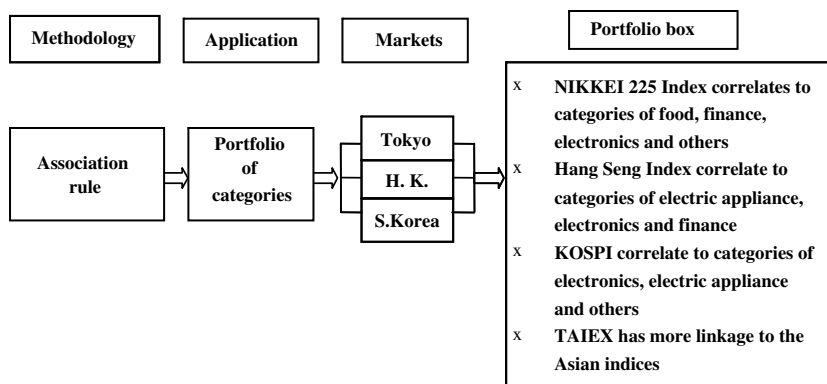 Methodology
Application
Markets
Portfolio box
Association
rule
Portfolio
of
categories
Tokyo
H. K.
S.Korea
x NIKKEI 225 Index correlates to
categories of food, finance,
electronics and others
x Hang Seng Index correlate to
categories of electric appliance,
electronics and finance
x KOSPI correlate to categories of
electronics, electric appliance
and others
x TAIEX has more linkage to the
Asian indices